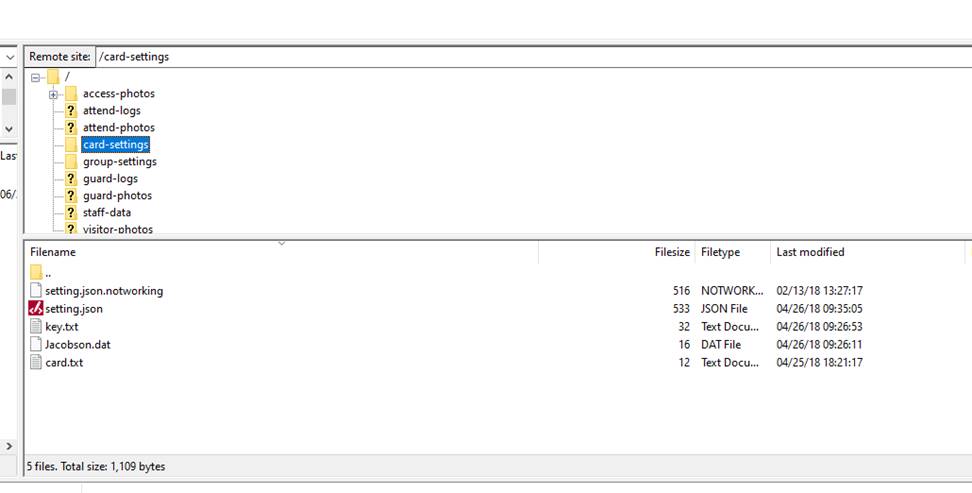 Remote site: /card-settings
/
access-photos
? attend-logs
? attend-photos
card-settings
group-settings
? guard-logs
? guard-photos
? staff-data
? visitor-photos
Las
06/
Filename Filesize Filetype Last modified
..
setting.json.notworking 516 NOTWORK... 02/13/18 13:27:17
setting.json 533 JSON File 04/26/18 09:35:05
key.txt 32 Text Docu... 04/26/18 09:26:53
Jacobson.dat 16 DAT File 04/26/18 09:26:11
card.txt 12 Text Docu... 04/25/18 18:21:17
5 files. Total size: 1,109 bytes